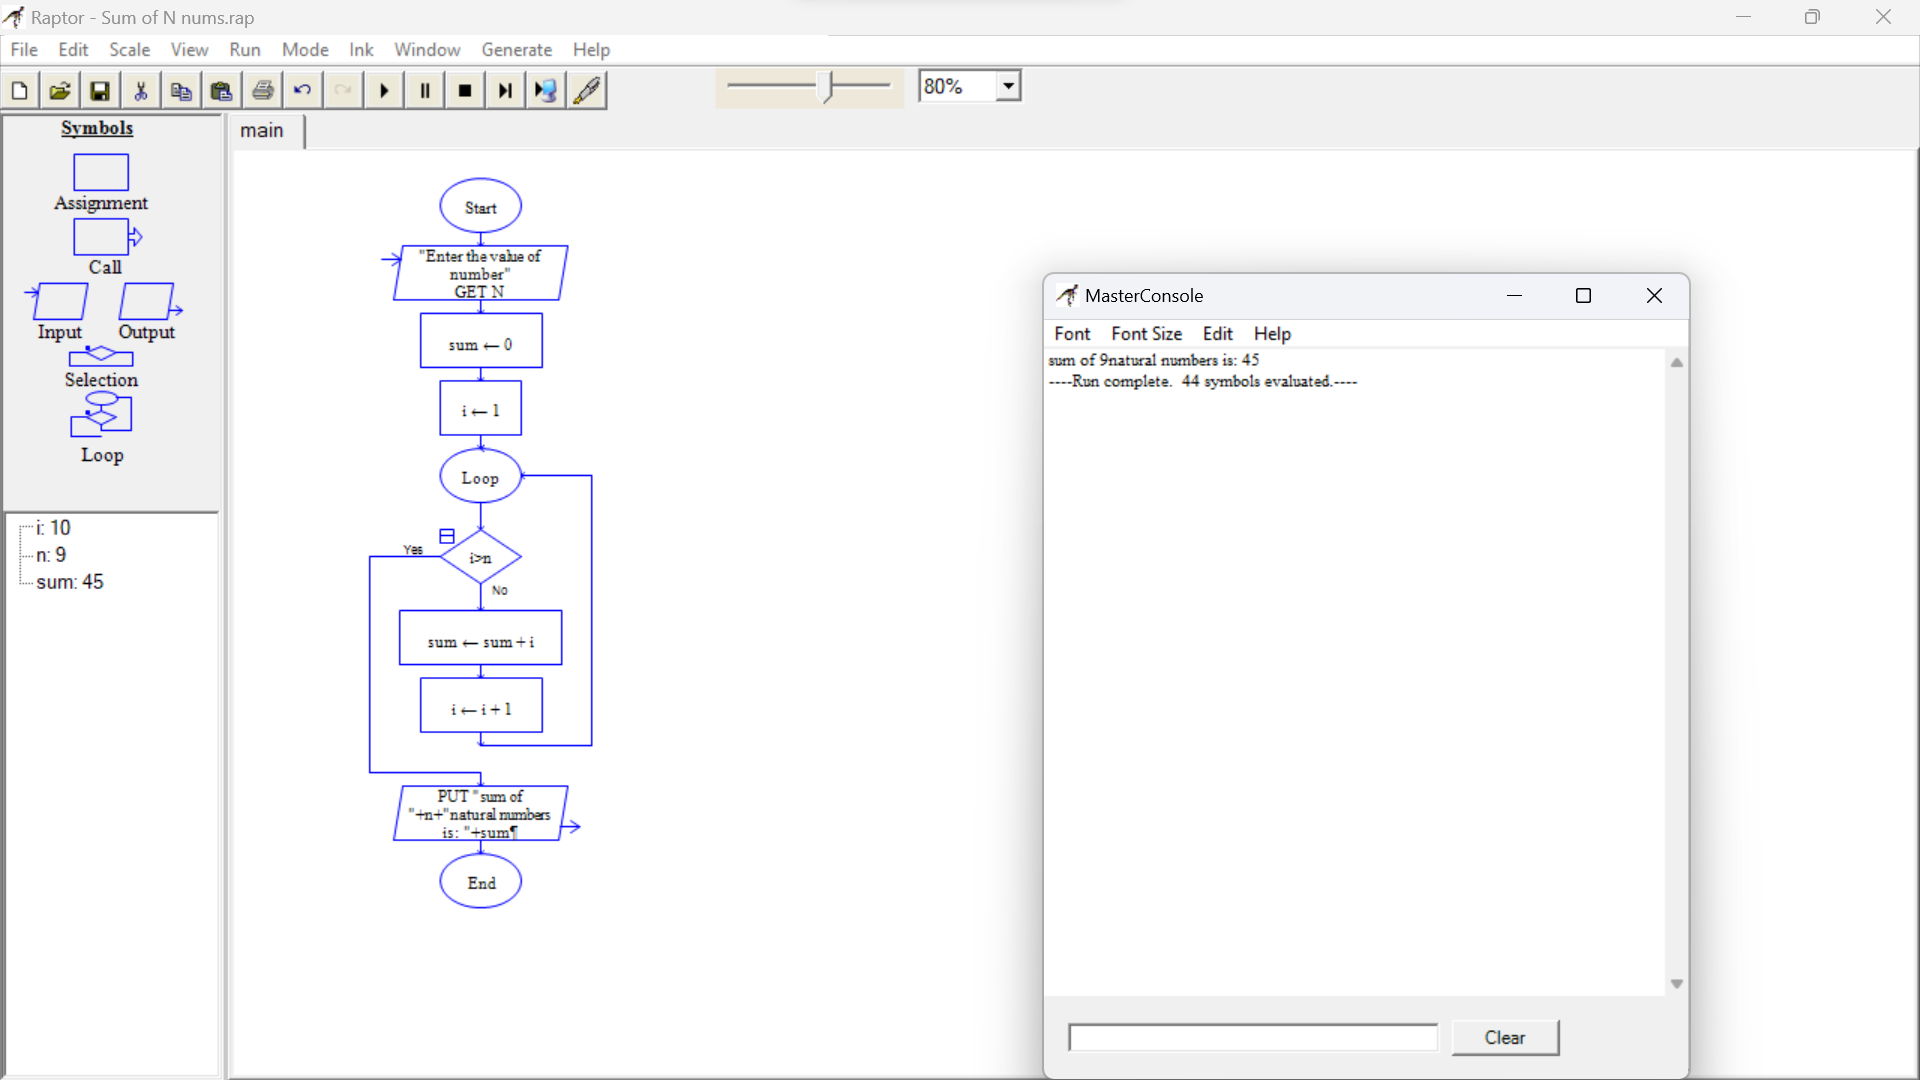 Raptor - Sum of N nums.rap
File Edit Scale View Run Mode Ink Window Generate Help
80%
Symbols
Assignment
Call
Input Output
Selection
Loop
i: 10
n: 9
sum: 45
main
Start
"Enter the value of
number"
GET N
sum ← 0
i ← 1
Loop
Yes
i>n
No
sum ← sum + i
i ← i + 1
PUT "sum of
"+n+"natural numbers
is: "+sum¶
End
MasterConsole
Font Font Size Edit Help
sum of 9natural numbers is: 45
----Run complete.  44 symbols evaluated.----
Clear